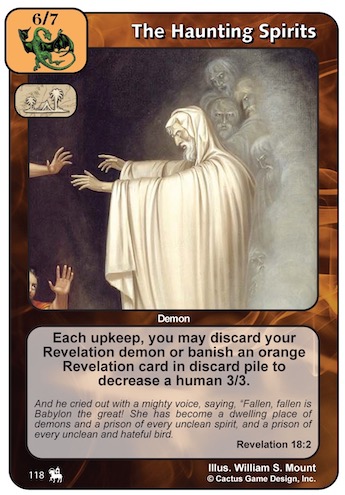 6/7
The Haunting Spirits
Demon
Each upkeep, you may discard your
Revelation demon or banish an orange
Revelation card in discard pile to
decrease a human 3/3.
And he cried out with a mighty voice, saying, “Fallen, fallen is
Babylon the great! She has become a dwelling place of
demons and a prison of every unclean spirit, and a prison of
every unclean and hateful bird.
Revelation 18:2
Illus. William S. Mount
118
© Cactus Game Design, Inc.